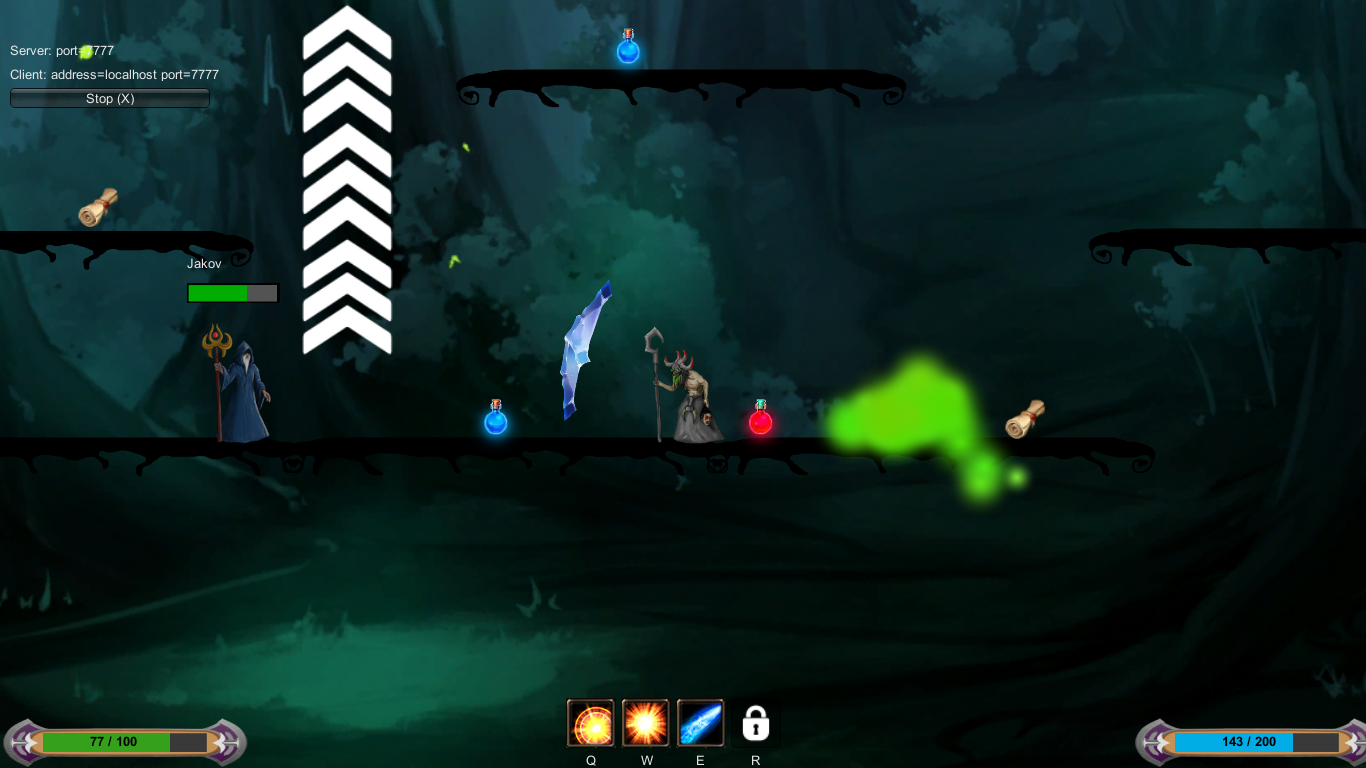 Server: port=7777
Client: address=localhost port=7777
Stop (X)
Jakov
Q W E R
77 / 100
143 / 200